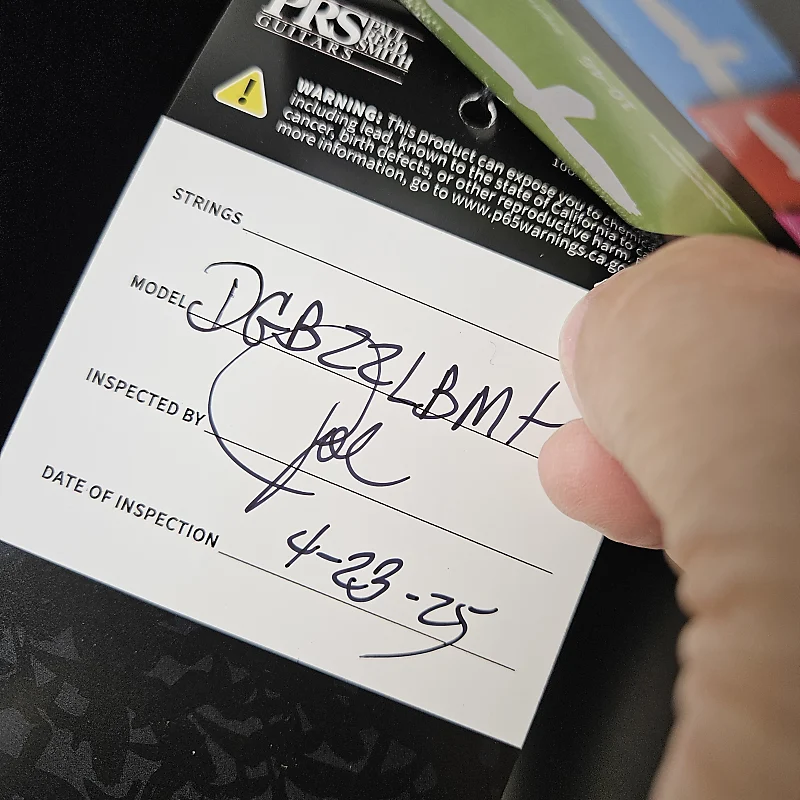 PRS PAUL REED SMITH
GUITARS
10-46
WARNING: This product can expose you to
including lead, known to the state of California to
cancer, birth defects, or other reproductive harm.
more information, go to www.p65warnings.ca.go
STRINGS
MODEL DGBZZLBMT
INSPECTED BY Joe
DATE OF INSPECTION 4-23-25